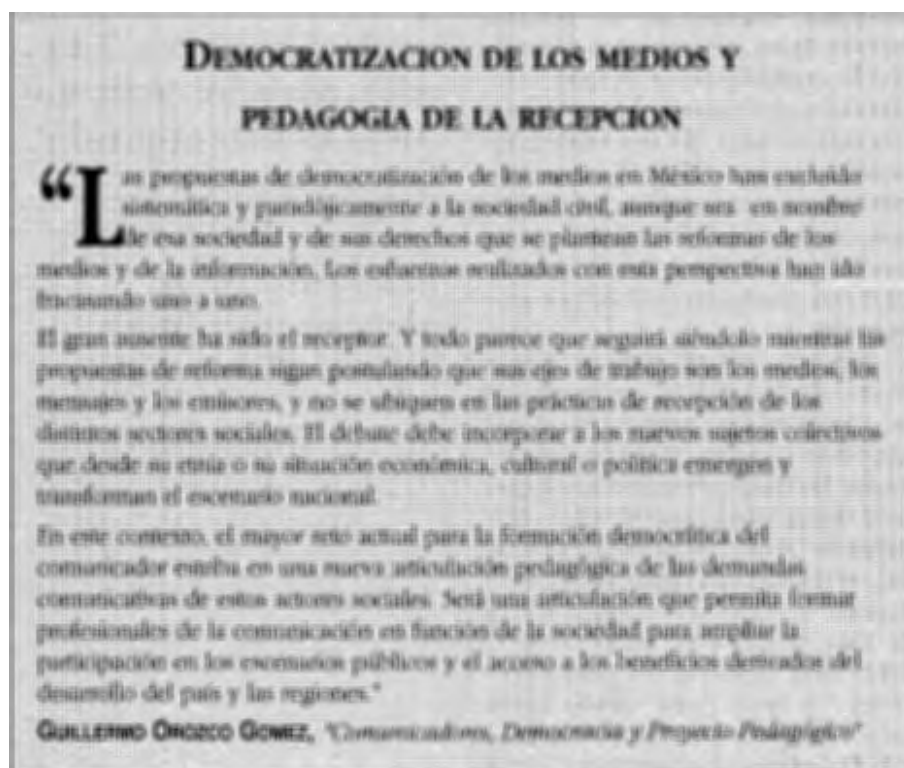 DEMOCRATIZACION DE LOS MEDIOS Y
PEDAGOGIA DE LA RECEPCION
“Las propuestas de democratización de los medios en México han excluido
sistemática y paradójicamente a la sociedad civil, aunque sea en nombre
de esa sociedad y de sus derechos que se plantean las reformas de los
medios y de la información. Los esfuerzos realizados con esta perspectiva han ido
fracasando uno a uno.
El gran ausente ha sido el receptor. Y todo parece que seguirá siéndolo mientras las
propuestas de reforma sigan postulando que sus ejes de trabajo son los medios, los
mensajes y los emisores, y no se ubiquen en las prácticas de recepción de los
distintos sectores sociales. El debate debe incorporar a los nuevos sujetos colectivos
que desde su etnia o su situación económica, cultural o política emergen y
transforman el escenario nacional.
En este contexto, el mayor reto actual para la formación democrática del
comunicador estriba en una nueva articulación pedagógica de las demandas
comunicativas de estos actores sociales. Será una articulación que permita formar
profesionales de la comunicación en función de la sociedad para ampliar la
participación en los escenarios públicos y el acceso a los beneficios derivados del
desarrollo del país y las regiones."
GUILLERMO OROZCO GOMEZ, "Comunicadores, Democracia y Proyecto Pedagógico"